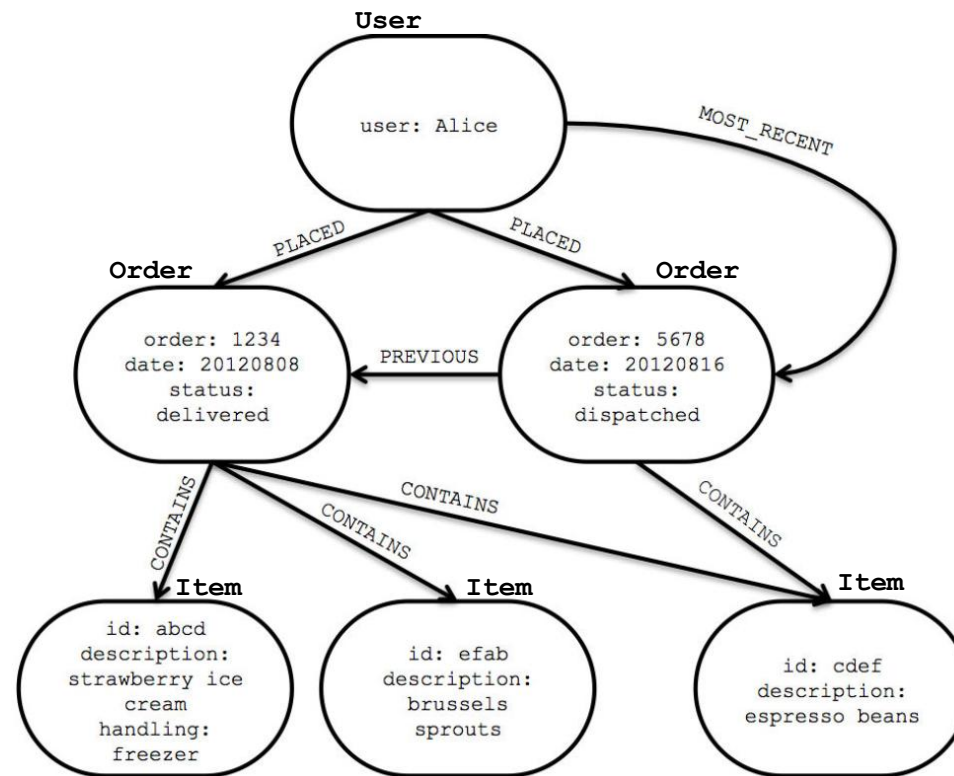 User
user: Alice
MOST_RECENT
PLACED
PLACED
Order
Order
order: 1234
date: 20120808
status:
delivered
PREVIOUS
order: 5678
date: 20120816
status:
dispatched
CONTAINS
CONTAINS
CONTAINS
CONTAINS
Item
Item
Item
id: abcd
description:
strawberry ice
cream
handling:
freezer
id: efab
description:
brussels
sprouts
id: cdef
description:
espresso beans